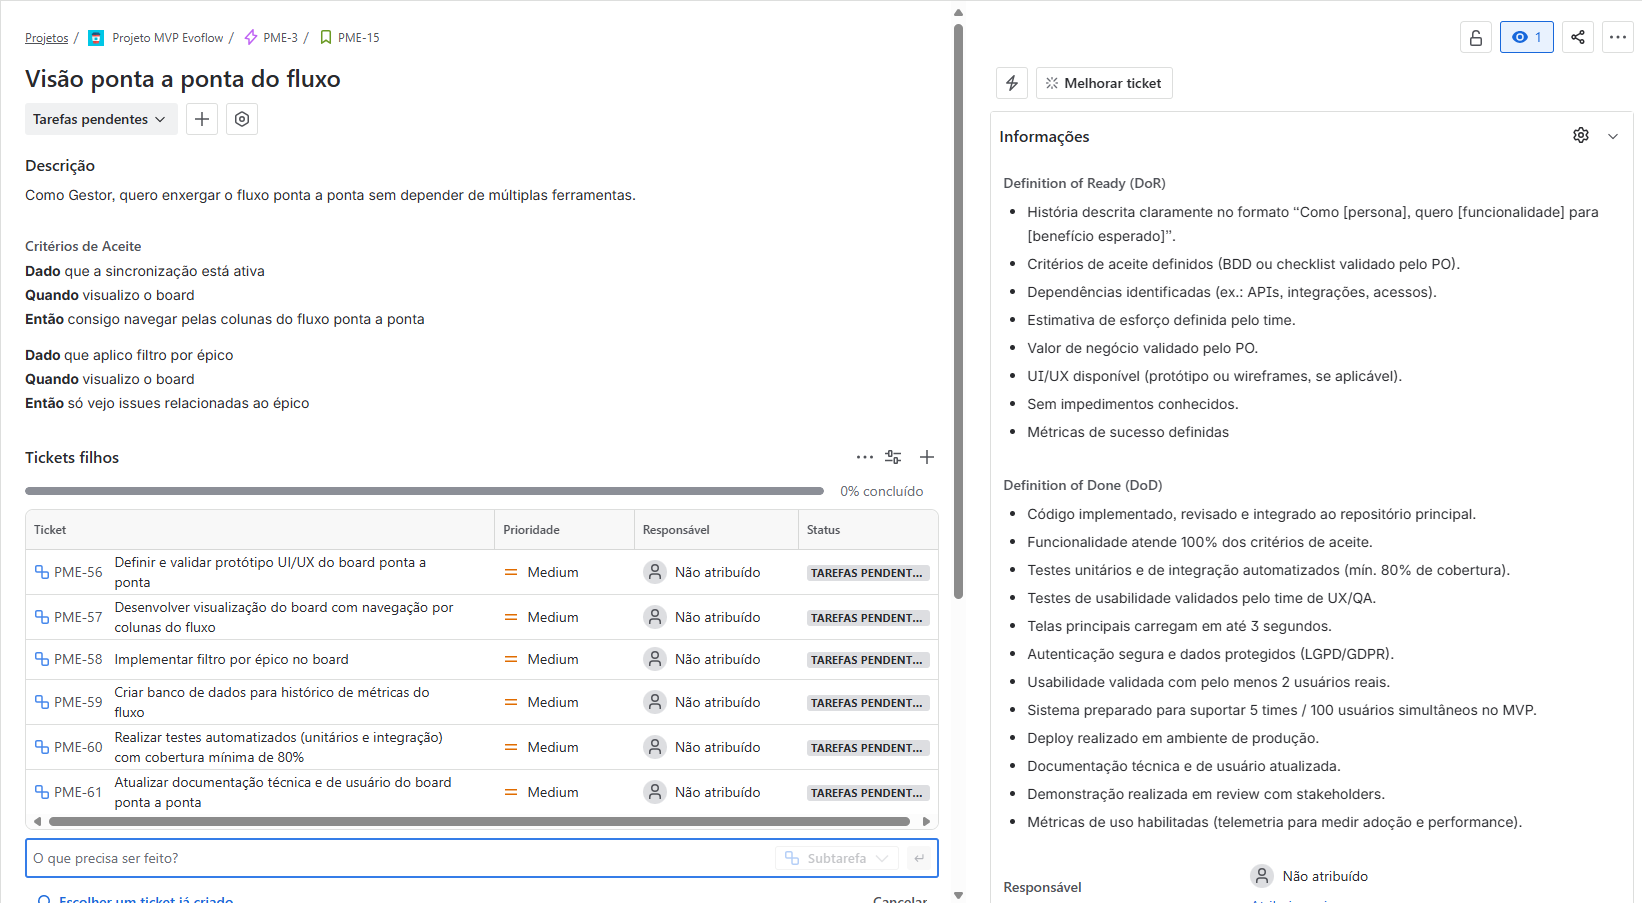 Projetos / Projeto MVP Evoflow / PME-3 / PME-15
Visão ponta a ponta do fluxo
Tarefas pendentes
Descrição
Como Gestor, quero enxergar o fluxo ponta a ponta sem depender de múltiplas ferramentas.
Critérios de Aceite
Dado que a sincronização está ativa
Quando visualizo o board
Então consigo navegar pelas colunas do fluxo ponta a ponta
Dado que aplico filtro por épico
Quando visualizo o board
Então só vejo issues relacionadas ao épico
Tickets filhos
0% concluído
Ticket Prioridade Responsável Status
PME-56 Definir e validar protótipo UI/UX do board ponta a
ponta
Medium Não atribuído TAREFAS PENDENT...
PME-57 Desenvolver visualização do board com navegação por
colunas do fluxo
Medium Não atribuído TAREFAS PENDENT...
PME-58 Implementar filtro por épico no board Medium Não atribuído TAREFAS PENDENT...
PME-59 Criar banco de dados para histórico de métricas do
fluxo
Medium Não atribuído TAREFAS PENDENT...
PME-60 Realizar testes automatizados (unitários e integração)
com cobertura mínima de 80%
Medium Não atribuído TAREFAS PENDENT...
PME-61 Atualizar documentação técnica e de usuário do board
ponta a ponta
Medium Não atribuído TAREFAS PENDENT...
O que precisa ser feito? Subtarefa
Escolher um ticket já criado Cancelar
1
Melhorar ticket
Informações
Definition of Ready (DoR)
• História descrita claramente no formato “Como [persona], quero [funcionalidade] para
[benefício esperado]”.
• Critérios de aceite definidos (BDD ou checklist validado pelo PO).
• Dependências identificadas (ex.: APIs, integrações, acessos).
• Estimativa de esforço definida pelo time.
• Valor de negócio validado pelo PO.
• UI/UX disponível (protótipo ou wireframes, se aplicável).
• Sem impedimentos conhecidos.
• Métricas de sucesso definidas
Definition of Done (DoD)
• Código implementado, revisado e integrado ao repositório principal.
• Funcionalidade atende 100% dos critérios de aceite.
• Testes unitários e de integração automatizados (mín. 80% de cobertura).
• Testes de usabilidade validados pelo time de UX/QA.
• Telas principais carregam em até 3 segundos.
• Autenticação segura e dados protegidos (LGPD/GDPR).
• Usabilidade validada com pelo menos 2 usuários reais.
• Sistema preparado para suportar 5 times / 100 usuários simultâneos no MVP.
• Deploy realizado em ambiente de produção.
• Documentação técnica e de usuário atualizada.
• Demonstração realizada em review com stakeholders.
• Métricas de uso habilitadas (telemetria para medir adoção e performance).
Responsável Não atribuído